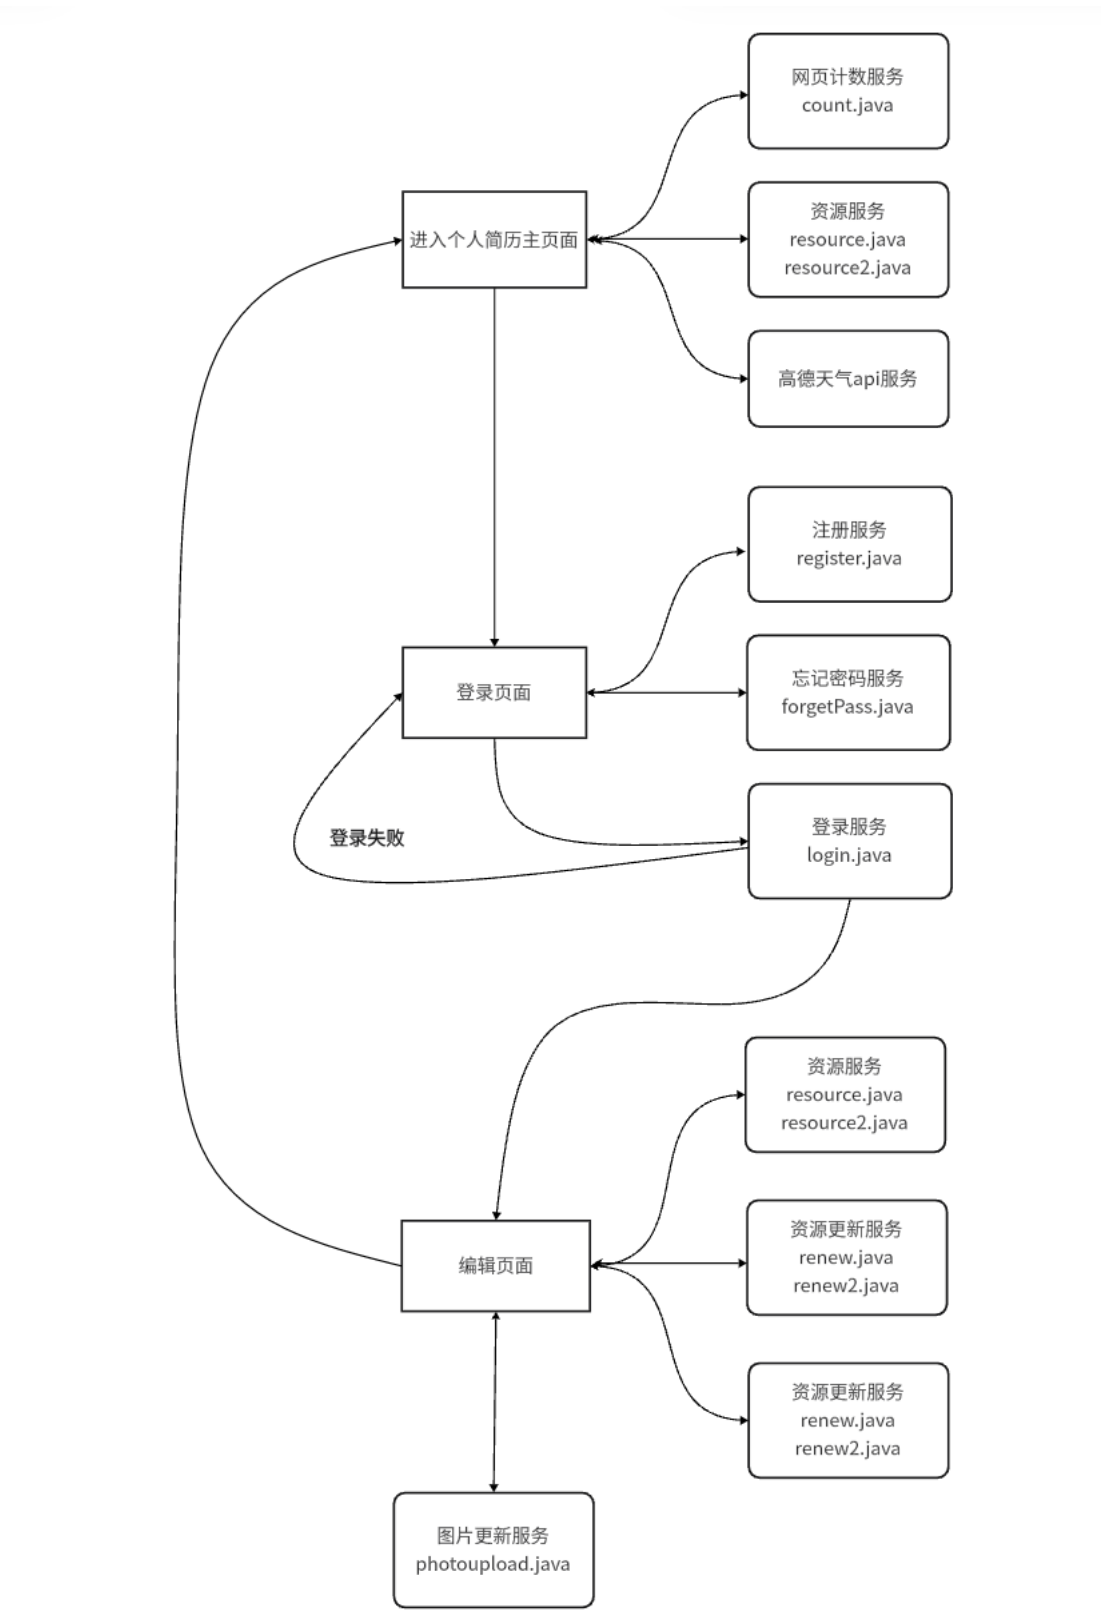 网页计数服务
count.java
进入个人简历主页面
资源服务
resource.java
resource2.java
高德天气api服务
注册服务
register.java
登录页面
忘记密码服务
forgetPass.java
登录失败
登录服务
login.java
资源服务
resource.java
resource2.java
编辑页面
资源更新服务
renew.java
renew2.java
资源更新服务
renew.java
renew2.java
图片更新服务
photoupload.java